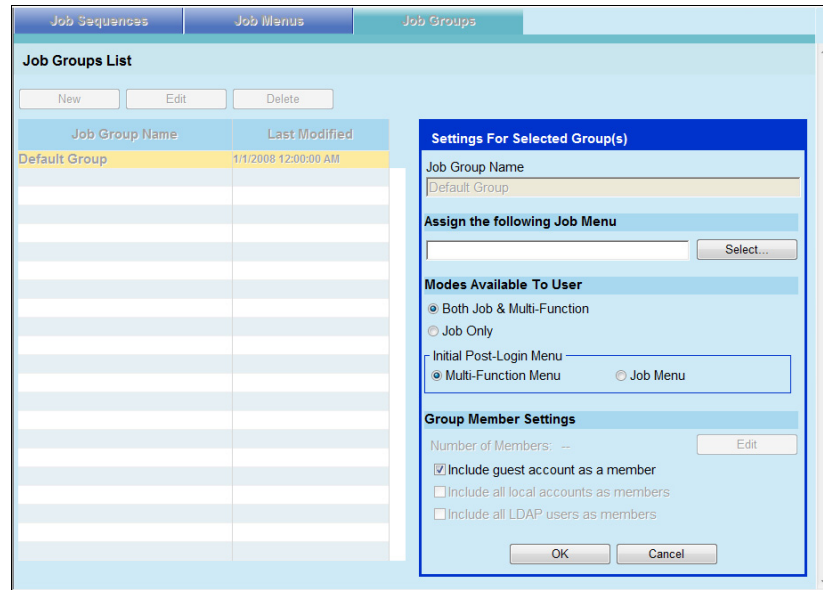 Job Sequences Job Menus Job Groups
Job Groups List
New Edit Delete
Job Group Name Last Modified
Default Group 1/1/2008 12:00:00 AM
Settings For Selected Group(s)
Job Group Name
Default Group
Assign the following Job Menu
Select...
Modes Available To User
Both Job & Multi-Function
Job Only
Initial Post-Login Menu
Multi-Function Menu Job Menu
Group Member Settings
Number of Members: -- Edit
Include guest account as a member
Include all local accounts as members
Include all LDAP users as members
OK Cancel